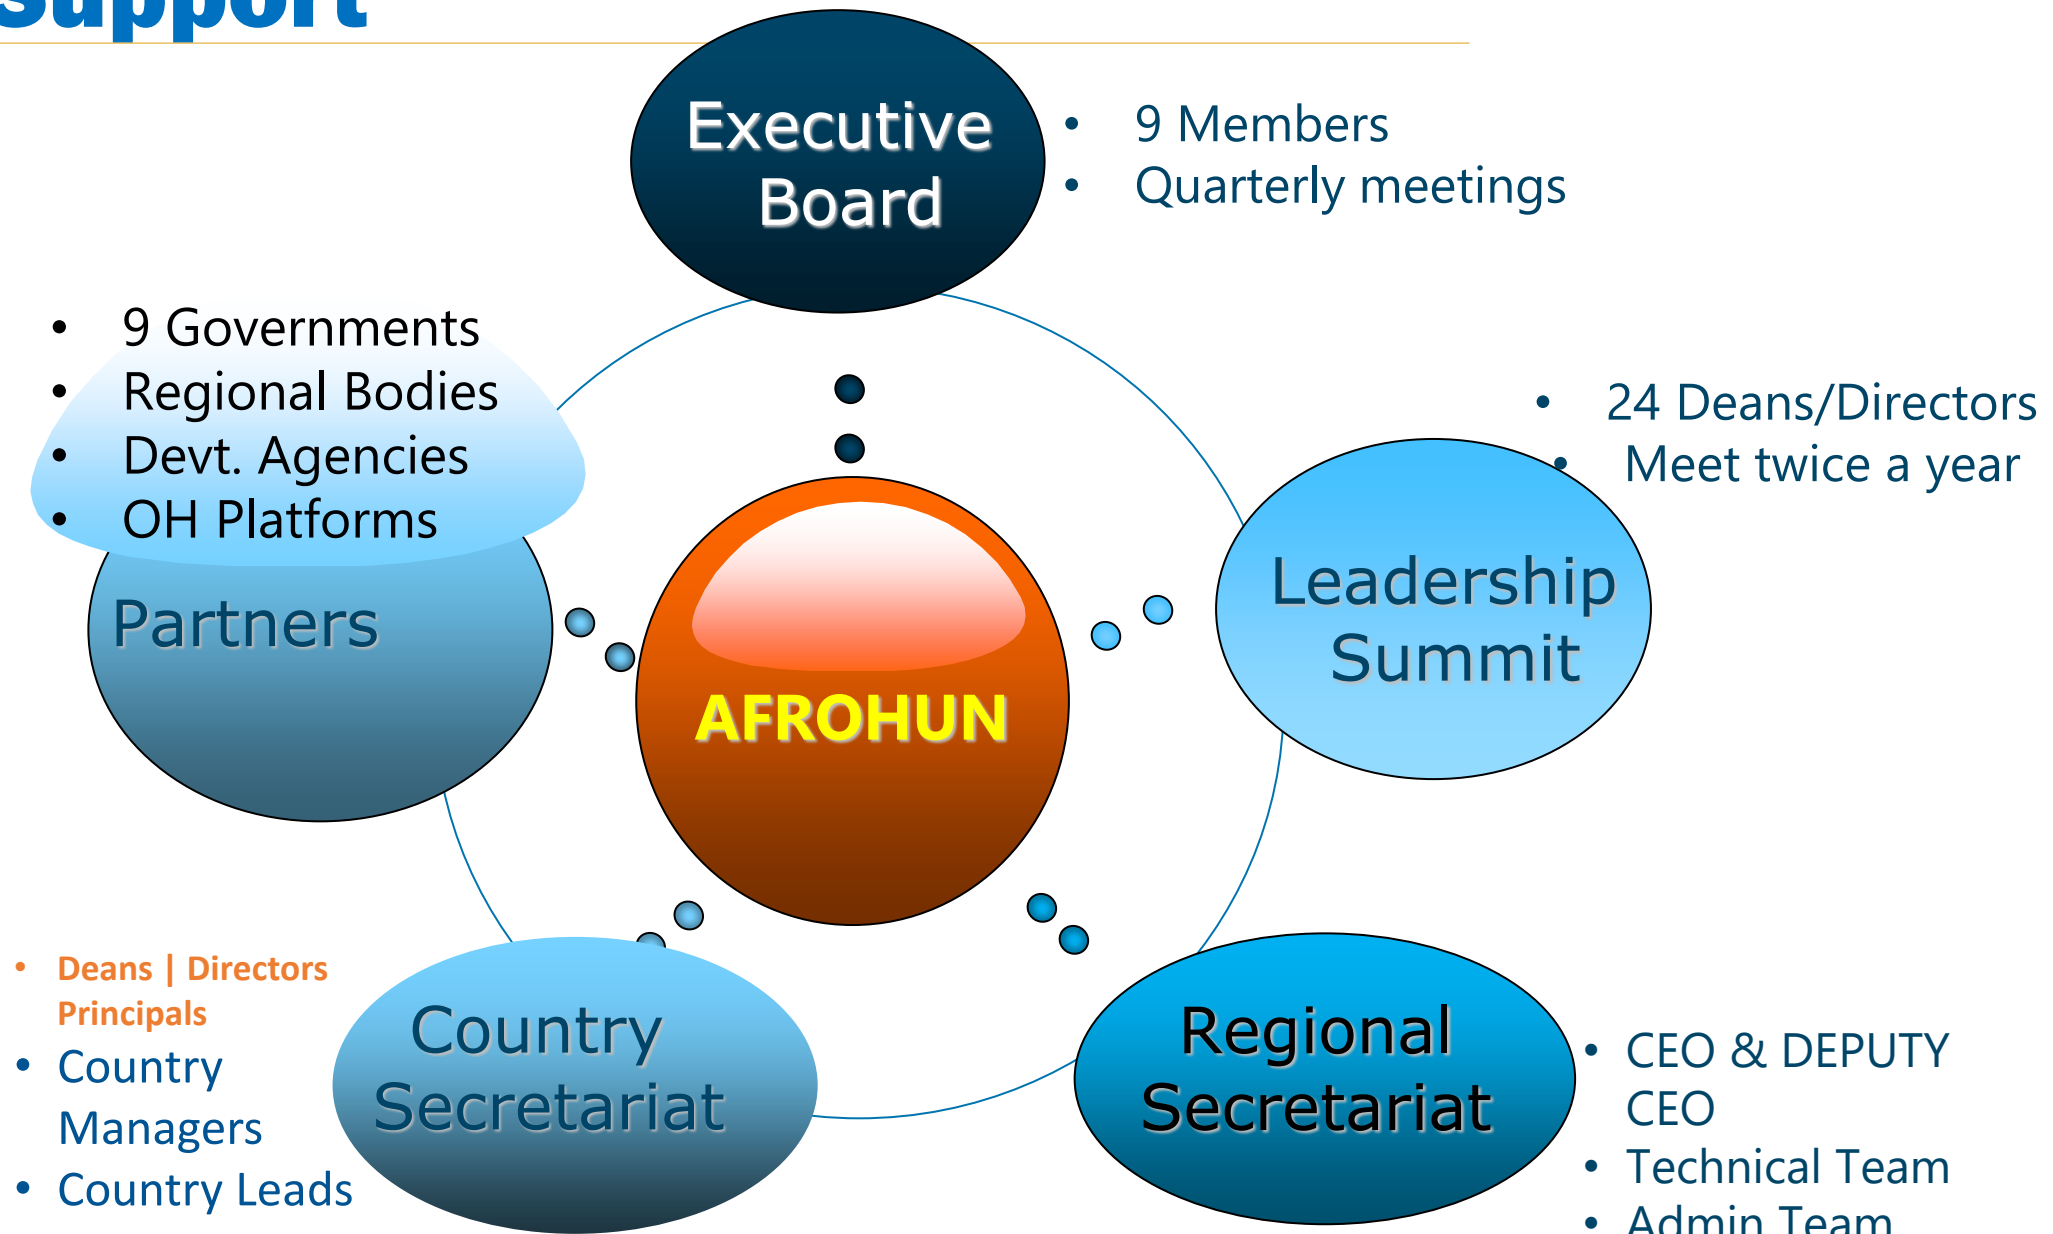 Support
Executive
Board
• 9 Members
• Quarterly meetings
• 9 Governments
• Regional Bodies
• Devt. Agencies
• OH Platforms
Partners
• 24 Deans/Directors
• Meet twice a year
Leadership
Summit
AFROHUN
• Deans | Directors
Principals
• Country
Managers
• Country Leads
Country
Secretariat
Regional
Secretariat
• CEO & DEPUTY
CEO
• Technical Team
• Admin Team